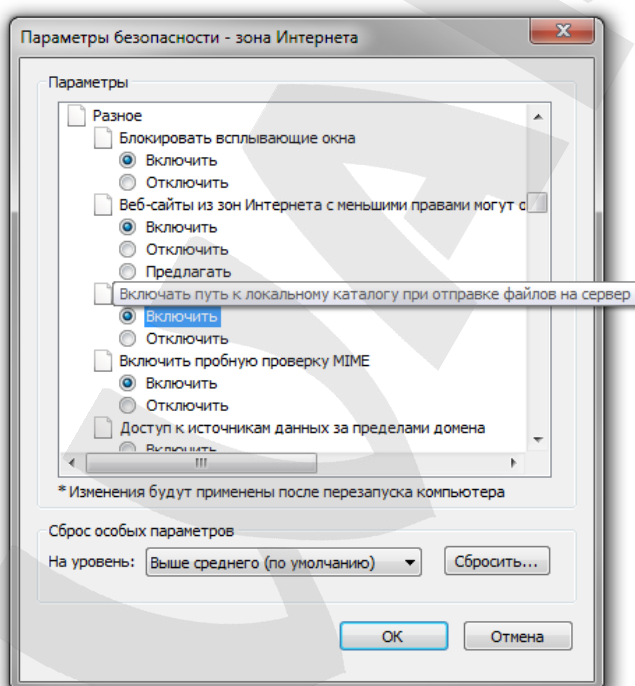 Параметры безопасности - зона Интернета
Параметры
Разное
Блокировать всплывающие окна
Включить
Отключить
Веб-сайты из зон Интернета с меньшими правами могут о
Включить
Отключить
Предлагать
Включать путь к локальному каталогу при отправке файлов на сервер
Включить
Отключить
Включить пробную проверку MIME
Включить
Отключить
Доступ к источникам данных за пределами домена
Включить
* Изменения будут применены после перезапуска компьютера
Сброс особых параметров
На уровень: Выше среднего (по умолчанию) Сбросить...
ОК Отмена